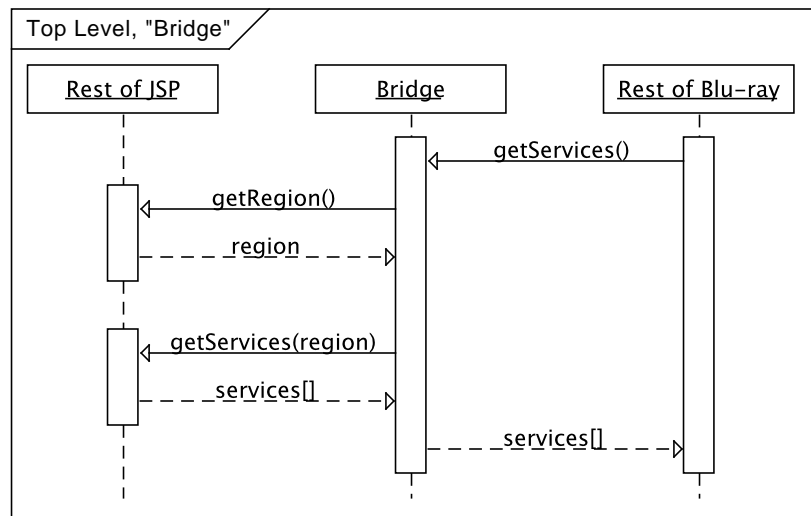 Top Level, "Bridge"
Rest of JSP
Bridge
Rest of Blu-ray
getServices()
getRegion()
region
getServices(region)
services[]
services[]